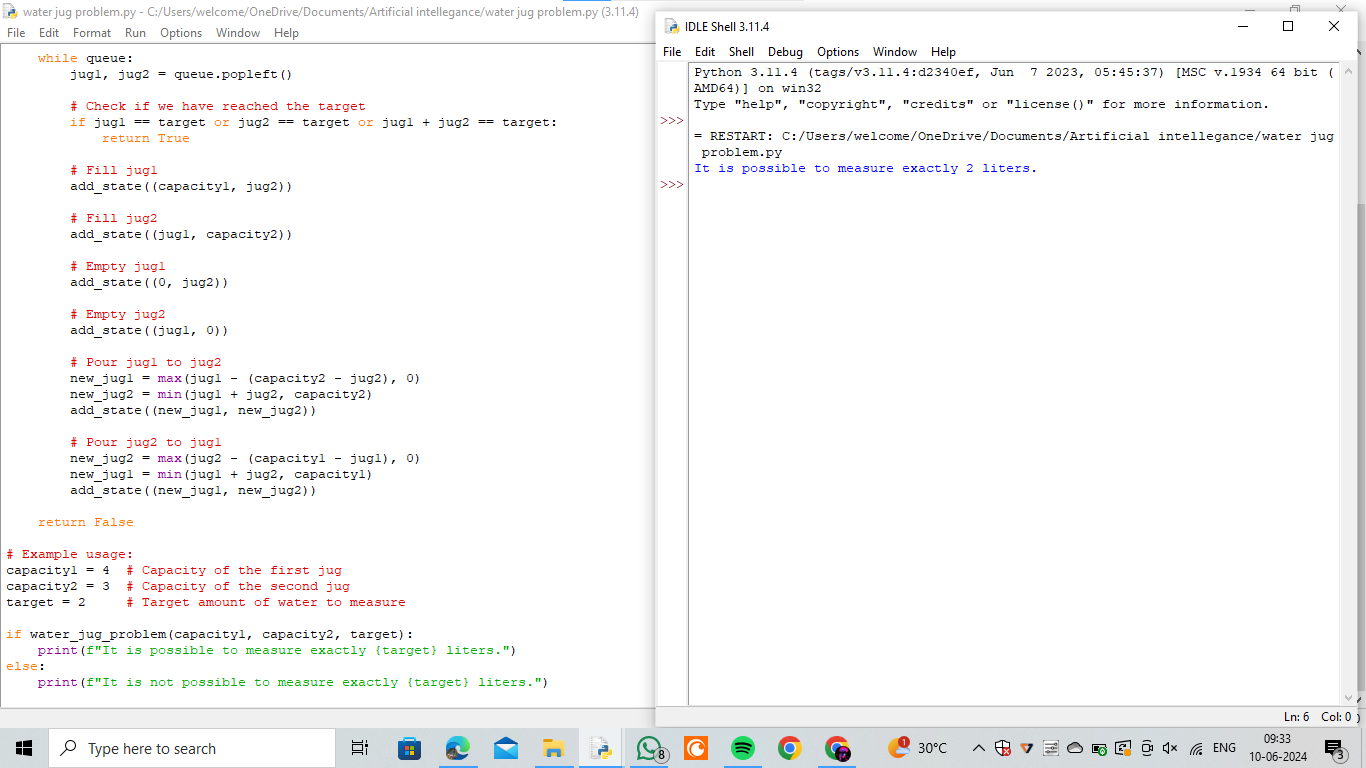 water jug problem.py - C:/Users/welcome/OneDrive/Documents/Artificial intellegance/water jug problem.py (3.11.4)
File Edit Format Run Options Window Help
    while queue:
        jug1, jug2 = queue.popleft()

        # Check if we have reached the target
        if jug1 == target or jug2 == target or jug1 + jug2 == target:
            return True

        # Fill jug1
        add_state((capacity1, jug2))

        # Fill jug2
        add_state((jug1, capacity2))

        # Empty jug1
        add_state((0, jug2))

        # Empty jug2
        add_state((jug1, 0))

        # Pour jug1 to jug2
        new_jug1 = max(jug1 - (capacity2 - jug2), 0)
        new_jug2 = min(jug1 + jug2, capacity2)
        add_state((new_jug1, new_jug2))

        # Pour jug2 to jug1
        new_jug2 = max(jug2 - (capacity1 - jug1), 0)
        new_jug1 = min(jug1 + jug2, capacity1)
        add_state((new_jug1, new_jug2))

    return False

# Example usage:
capacity1 = 4  # Capacity of the first jug
capacity2 = 3  # Capacity of the second jug
target = 2     # Target amount of water to measure

if water_jug_problem(capacity1, capacity2, target):
    print(f"It is possible to measure exactly {target} liters.")
else:
    print(f"It is not possible to measure exactly {target} liters.")
IDLE Shell 3.11.4
File Edit Shell Debug Options Window Help
Python 3.11.4 (tags/v3.11.4:d2340ef, Jun  7 2023, 05:45:37) [MSC v.1934 64 bit (
AMD64)] on win32
Type "help", "copyright", "credits" or "license()" for more information.
>>>
= RESTART: C:/Users/welcome/OneDrive/Documents/Artificial intellegance/water jug
 problem.py
It is possible to measure exactly 2 liters.
>>>
Ln: 6 Col: 0
Type here to search
8
1
30°C
ENG
09:33
10-06-2024
3